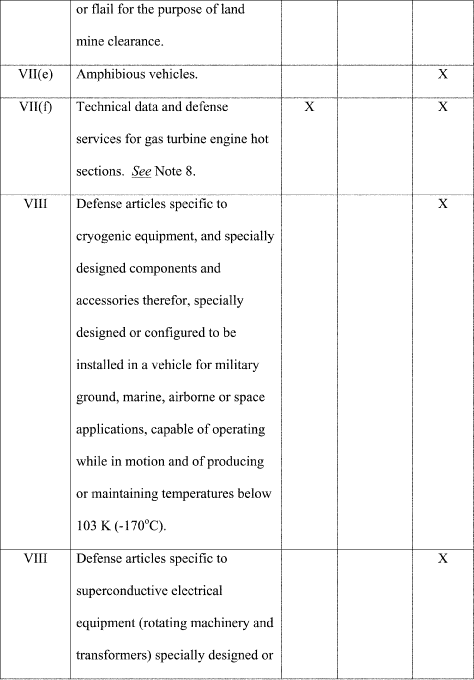 or flail for the purpose of land
mine clearance.
VII(e) Amphibious vehicles. X
VII(f) Technical data and defense X X
services for gas turbine engine hot
sections. See Note 8.
VIII Defense articles specific to X
cryogenic equipment, and specially
designed components and
accessories therefor, specially
designed or configured to be
installed in a vehicle for military
ground, marine, airborne or space
applications, capable of operating
while in motion and of producing
or maintaining temperatures below
103 K (-170°C).
VIII Defense articles specific to X
superconductive electrical
equipment (rotating machinery and
transformers) specially designed or